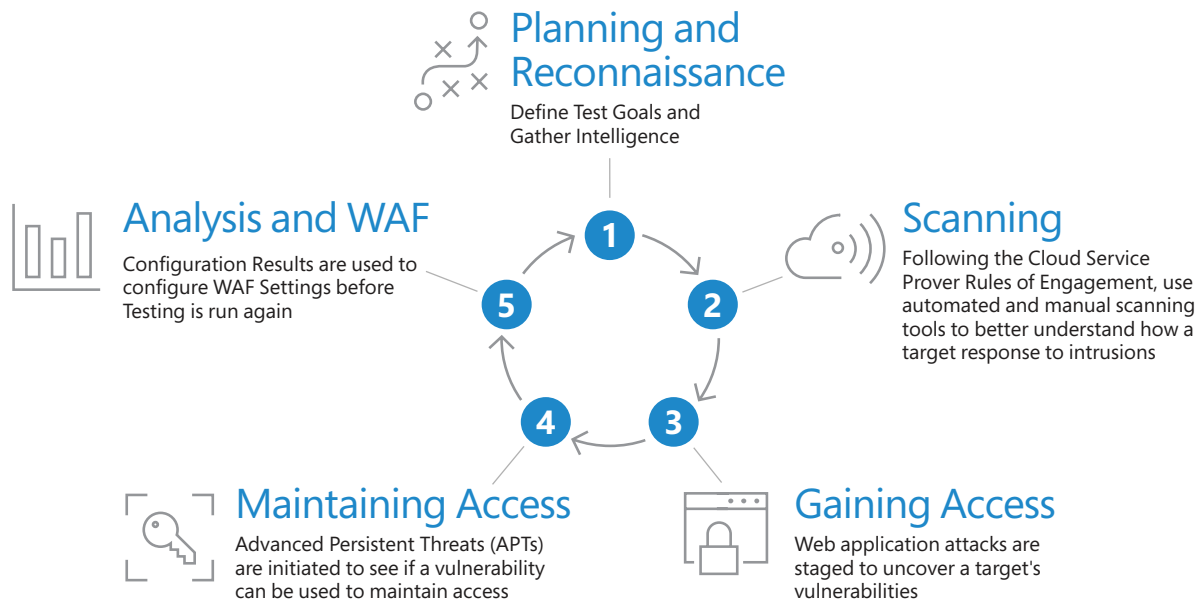 Planning and
Reconnaissance
Define Test Goals and
Gather Intelligence
1
Scanning
Following the Cloud Service
Prover Rules of Engagement, use
automated and manual scanning
tools to better understand how a
target response to intrusions
2
Gaining Access
Web application attacks are
staged to uncover a target's
vulnerabilities
3
Maintaining Access
Advanced Persistent Threats (APTs)
are initiated to see if a vulnerability
can be used to maintain access
4
Analysis and WAF
Configuration Results are used to
configure WAF Settings before
Testing is run again
5